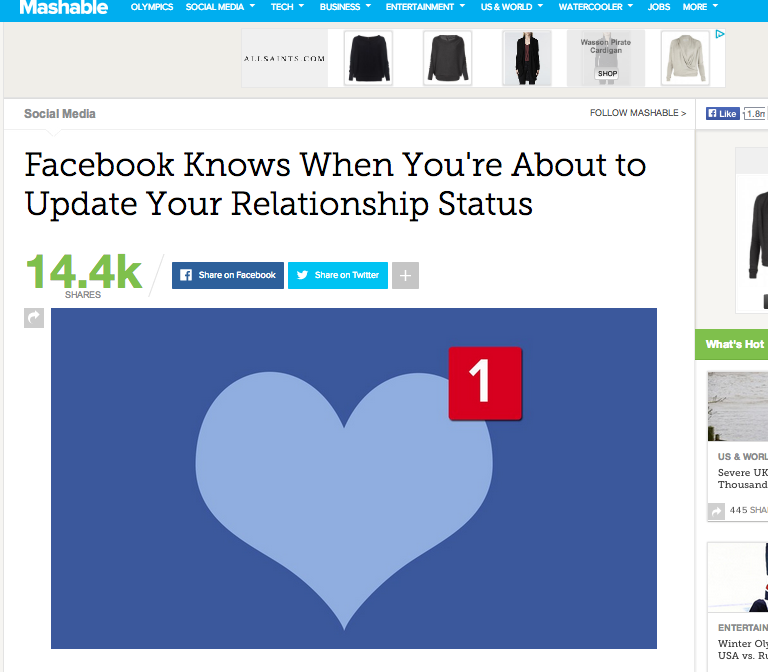 Mashable
OLYMPICS SOCIAL MEDIA TECH BUSINESS ENTERTAINMENT US & WORLD WATERCOOLER JOBS MORE
ALLSAINTS.COM
Wasson Pirate
Cardigan
SHOP
Social Media
FOLLOW MASHABLE >
Like
1.8m
Facebook Knows When You're About to
Update Your Relationship Status
14.4k
SHARES
Share on Facebook
Share on Twitter
+
1
What's Hot
US & WORL
Severe UK
Thousand
445 SHA
ENTERTAIN
Winter Oly
USA vs. Ru